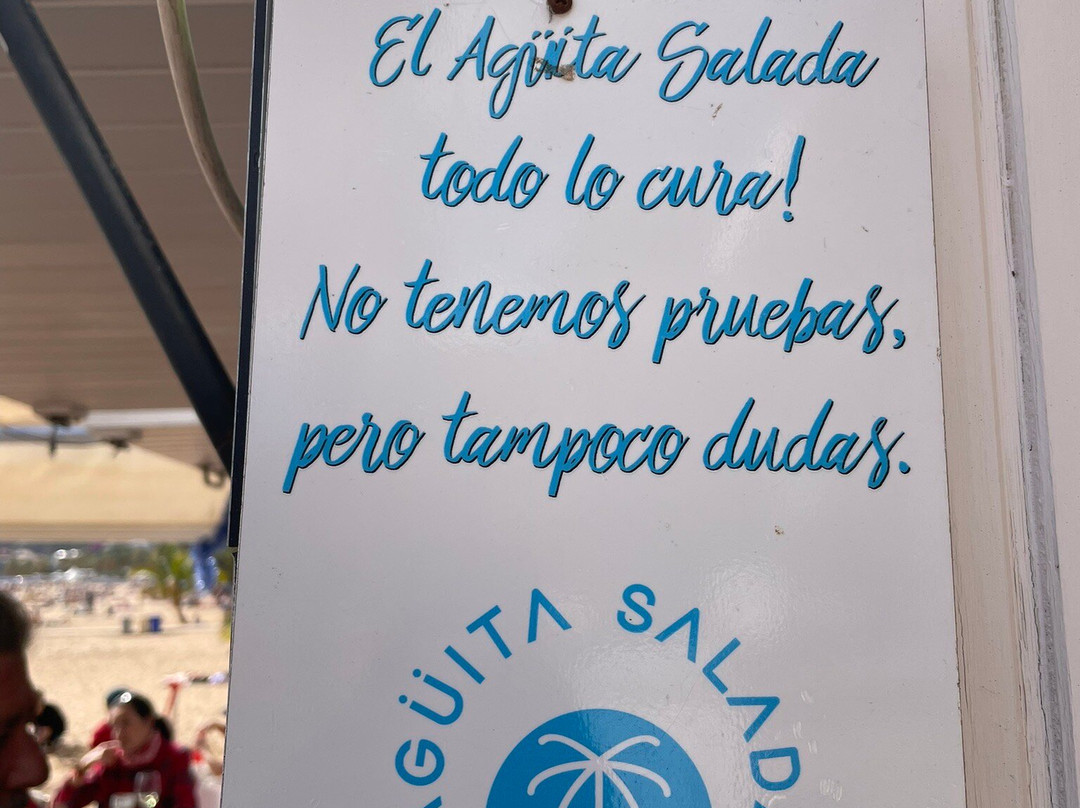 El Agüita Salada
todo lo cura!
No tenemos pruebas,
pero tampoco dudas.
AGÜITA SALADA